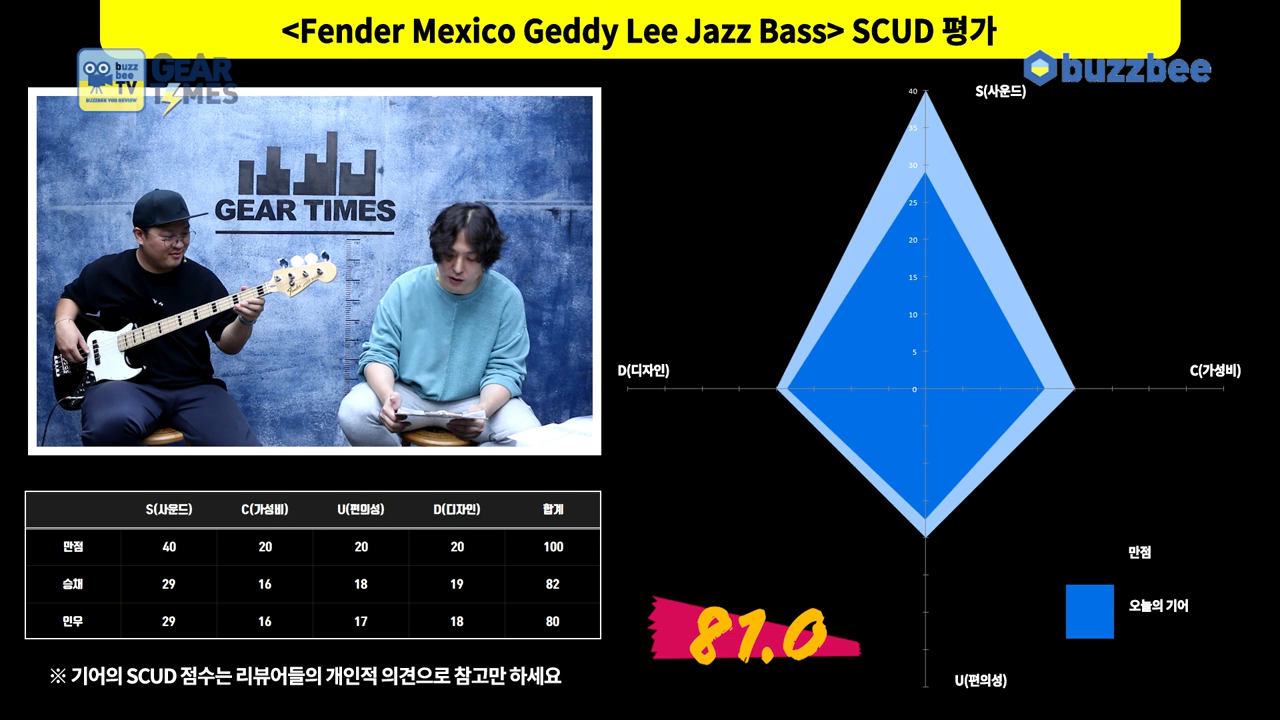 <Fender Mexico Geddy Lee Jazz Bass> SCUD 평가
buzz bee TV
BUZZBEE VOD REVIEW
GEAR TIMES
buzzbee
GEAR TIMES
S(사운드)
40
35
30
25
20
15
10
5
0
D(디자인)
C(가성비)
U(편의성)
만점
오늘의 기어
S(사운드) C(가성비) U(편의성) D(디자인) 합계
만점 40 20 20 20 100
승채 29 16 18 19 82
민우 29 16 17 18 80
81.0
※ 기어의 SCUD 점수는 리뷰어들의 개인적 의견으로 참고만 하세요